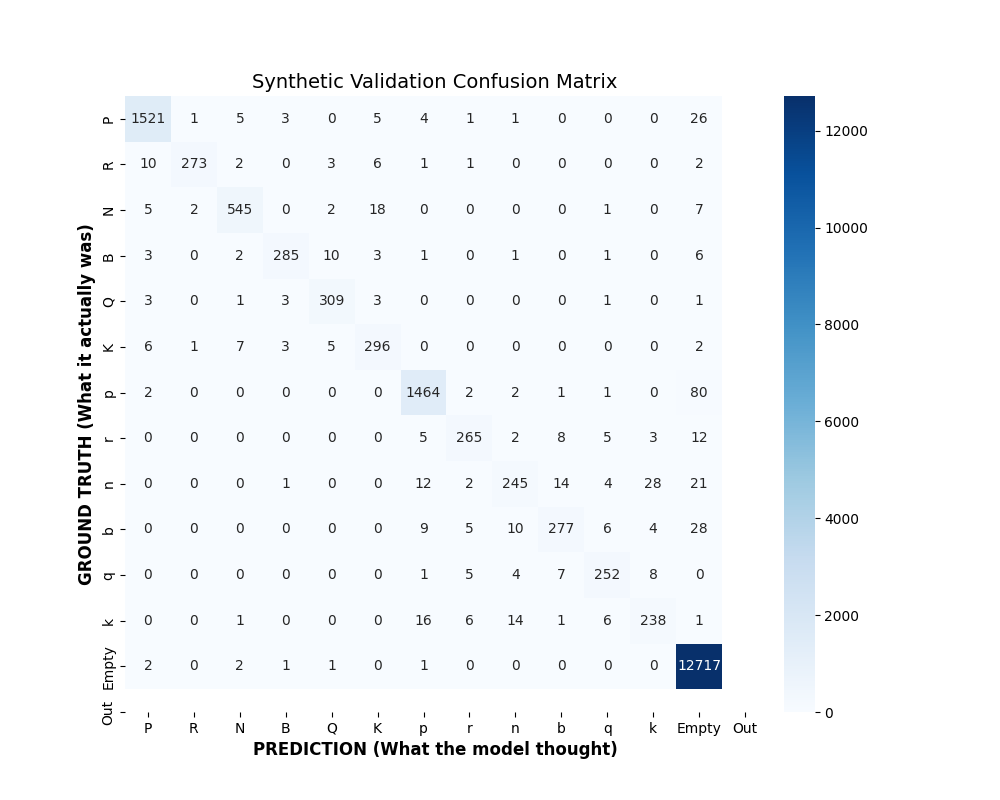 Synthetic Validation Confusion Matrix
GROUND TRUTH (What it actually was)
P 1521 1 5 3 0 5 4 1 1 0 0 0 26
R 10 273 2 0 3 6 1 1 0 0 0 0 2
N 5 2 545 0 2 18 0 0 0 0 1 0 7
B 3 0 2 285 10 3 1 0 1 0 1 0 6
Q 3 0 1 3 309 3 0 0 0 0 1 0 1
K 6 1 7 3 5 296 0 0 0 0 0 0 2
p 2 0 0 0 0 0 1464 2 2 1 1 0 80
r 0 0 0 0 0 0 5 265 2 8 5 3 12
n 0 0 0 1 0 0 12 2 245 14 4 28 21
b 0 0 0 0 0 0 9 5 10 277 6 4 28
q 0 0 0 0 0 0 1 5 4 7 252 8 0
k 0 0 1 0 0 0 16 6 14 1 6 238 1
Empty 2 0 2 1 1 0 1 0 0 0 0 0 12717
Out
P R N B Q K p r n b q k Empty Out
PREDICTION (What the model thought)
12000
10000
8000
6000
4000
2000
0